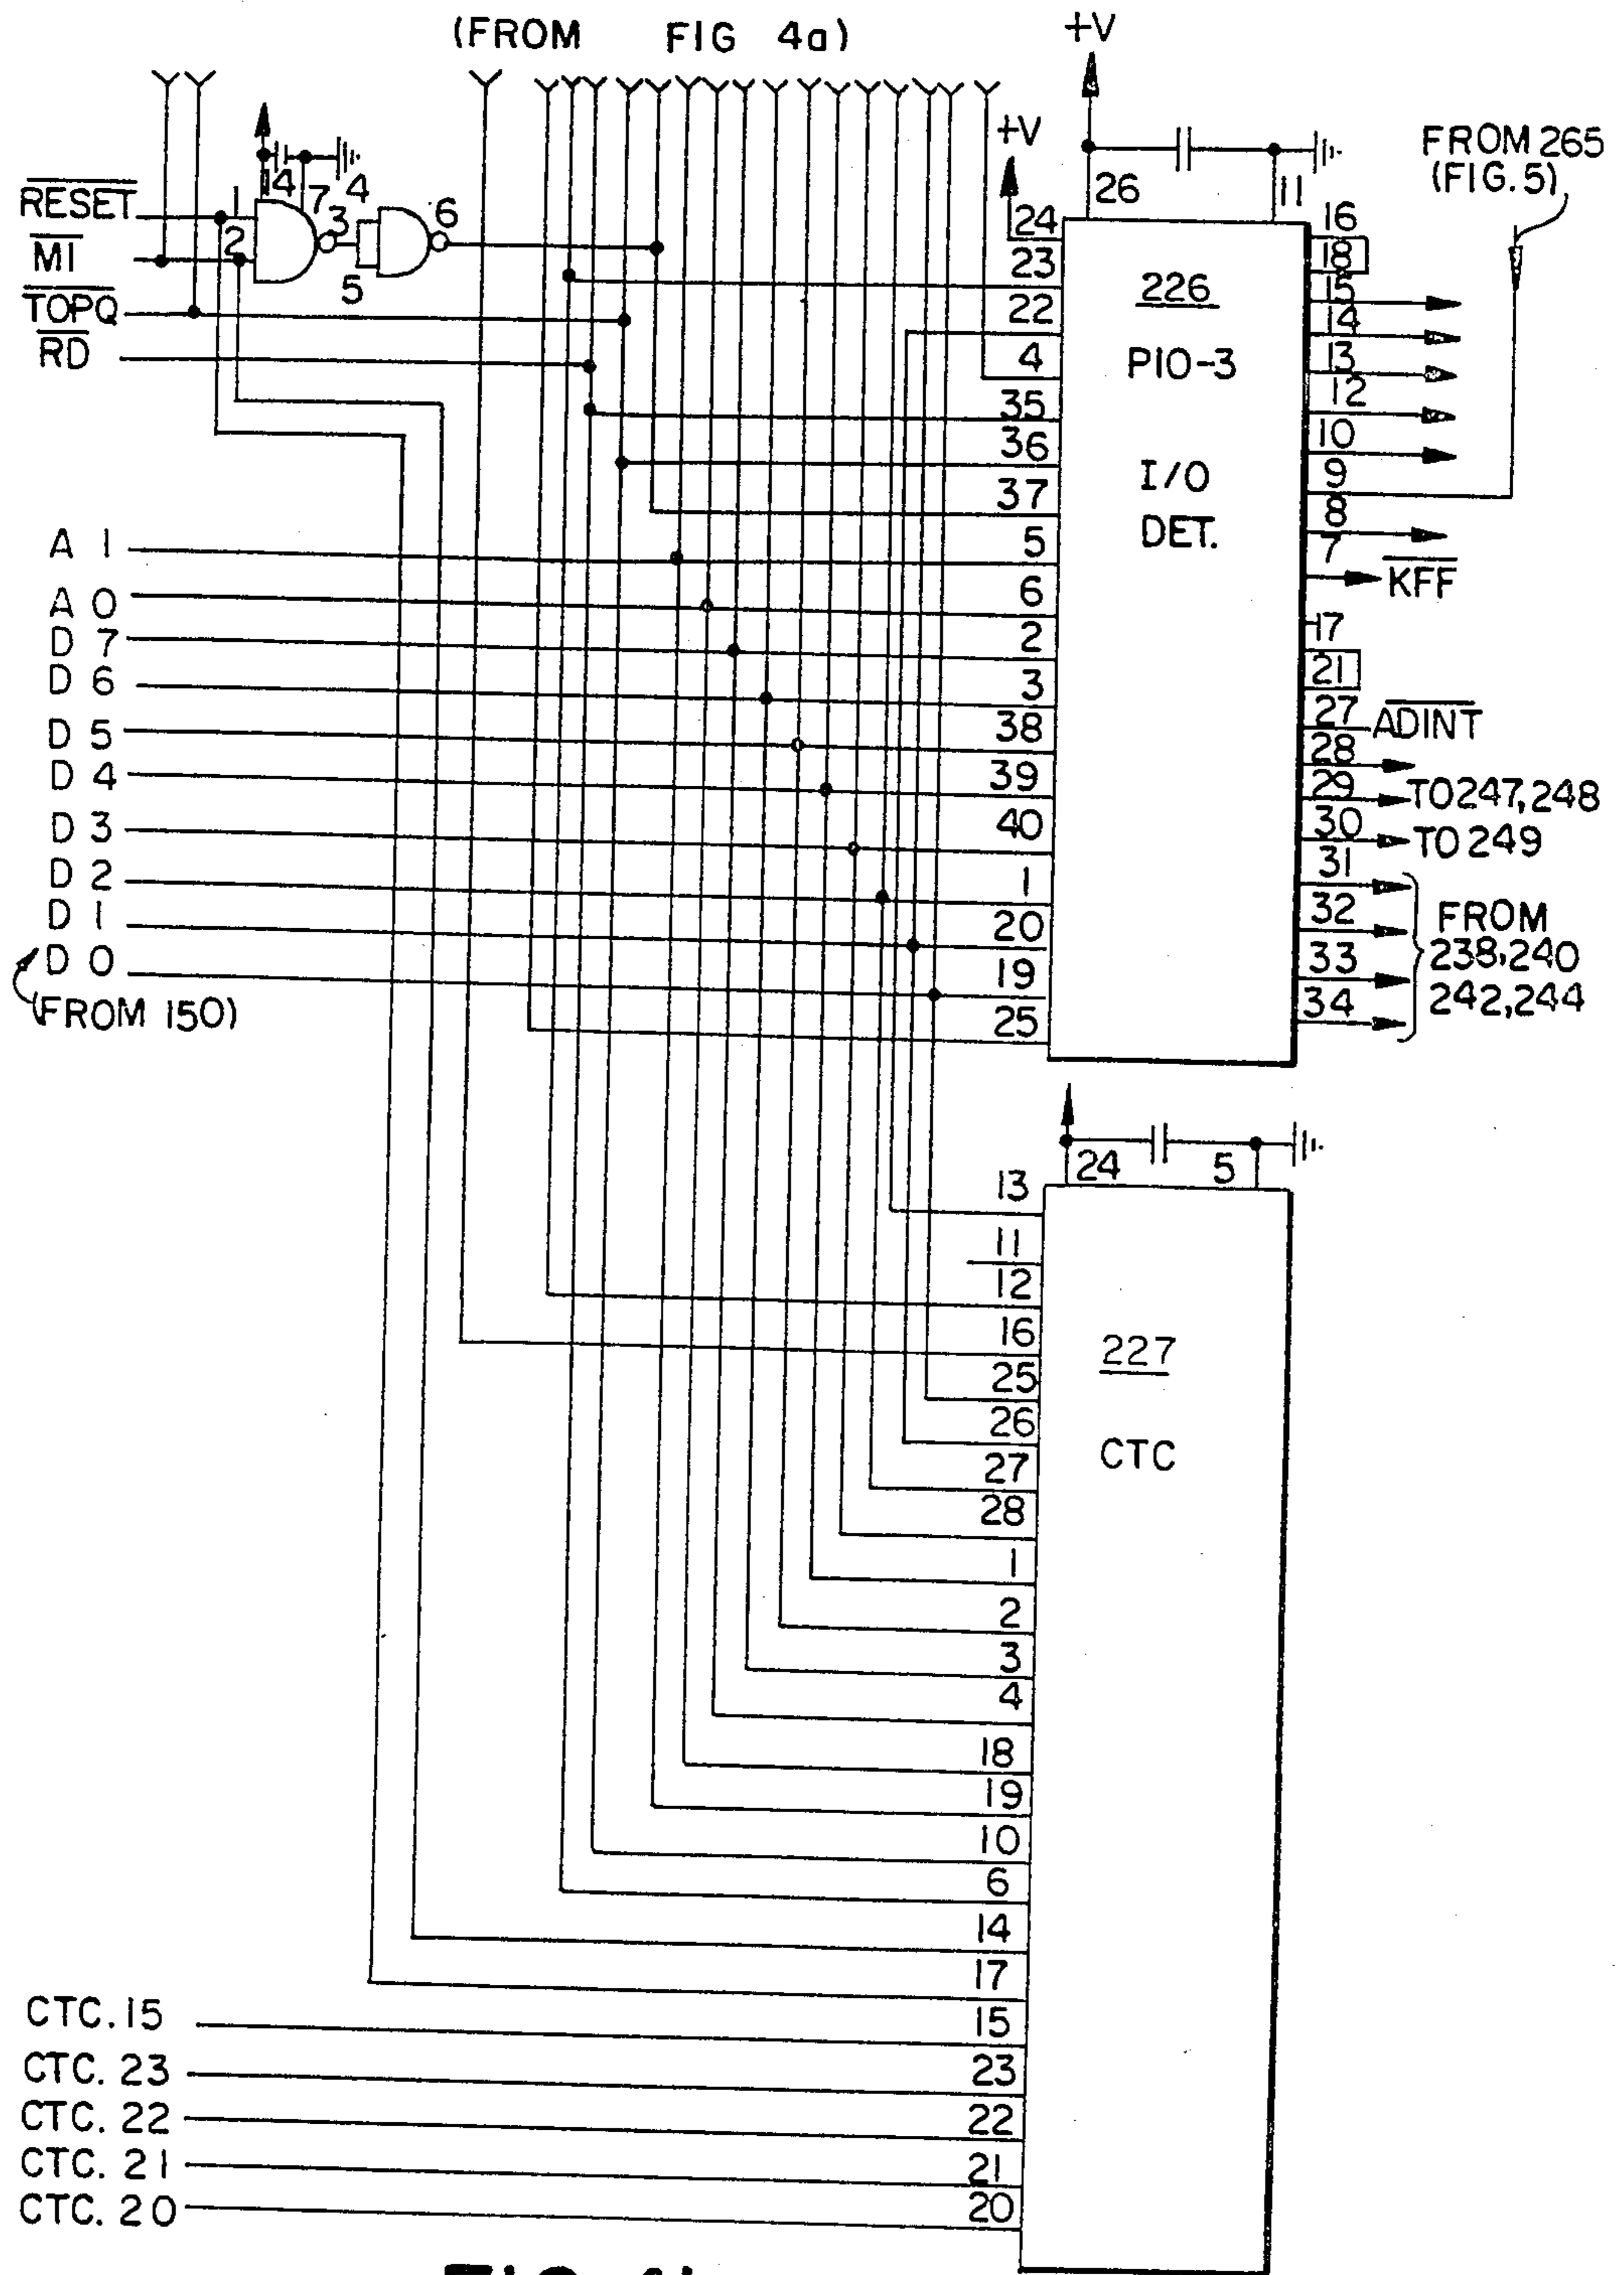 (FROM FIG 4a)
+V
+V
FROM 265
(FIG. 5)
14
7
4
RESET
1
3
6
2
MI
5
TOPQ
RD
26
11
24
23
22
4
35
36
37
5
6
2
3
38
39
40
1
20
19
25
226
PIO-3
I/O
DET.
16
18
15
14
13
12
10
9
8
7
KFF
17
21
27
ADINT
28
29
TO 247,248
30
TO 249
31
32
33
34
FROM
238,240
242,244
A 1
A 0
D 7
D 6
D 5
D 4
D 3
D 2
D 1
D 0
(FROM 150)
24
5
13
11
12
16
25
26
27
28
1
2
3
4
18
19
10
6
14
17
15
23
22
21
20
227
CTC
CTC. 15
CTC. 23
CTC. 22
CTC. 21
CTC. 20